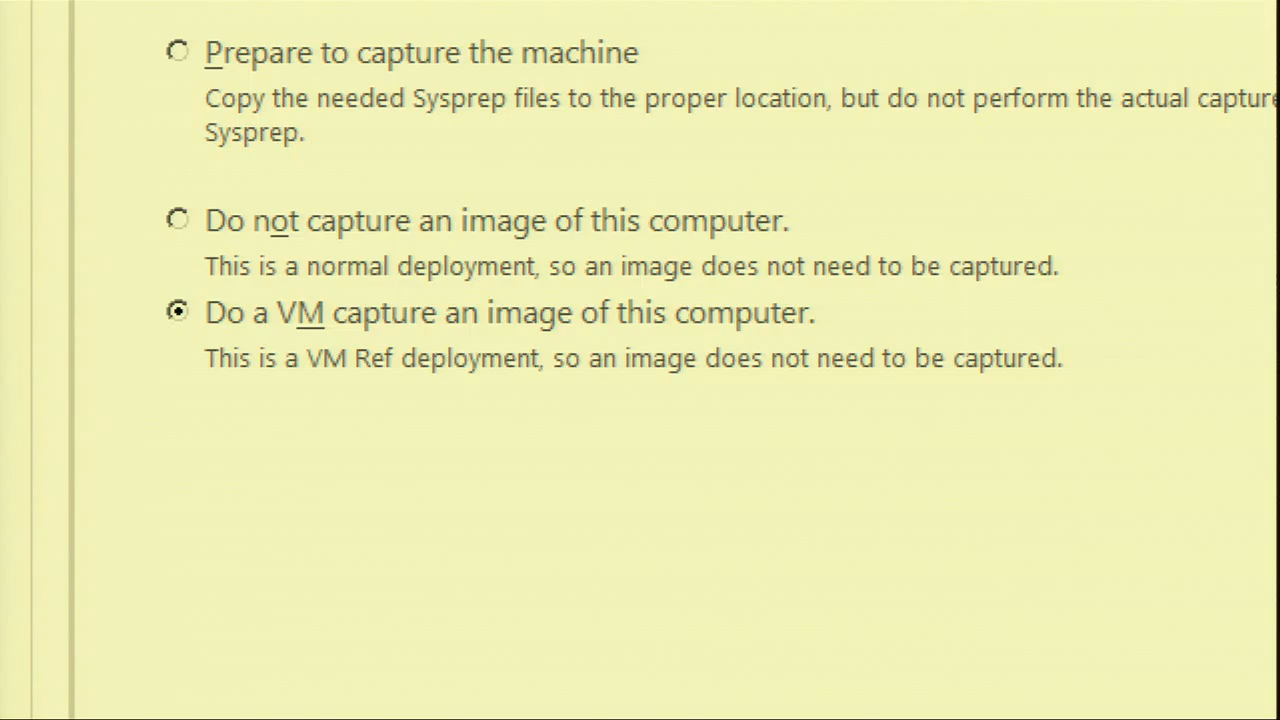 Prepare to capture the machine
Copy the needed Sysprep files to the proper location, but do not perform the actual capture
Sysprep.
Do not capture an image of this computer.
This is a normal deployment, so an image does not need to be captured.
Do a VM capture an image of this computer.
This is a VM Ref deployment, so an image does not need to be captured.